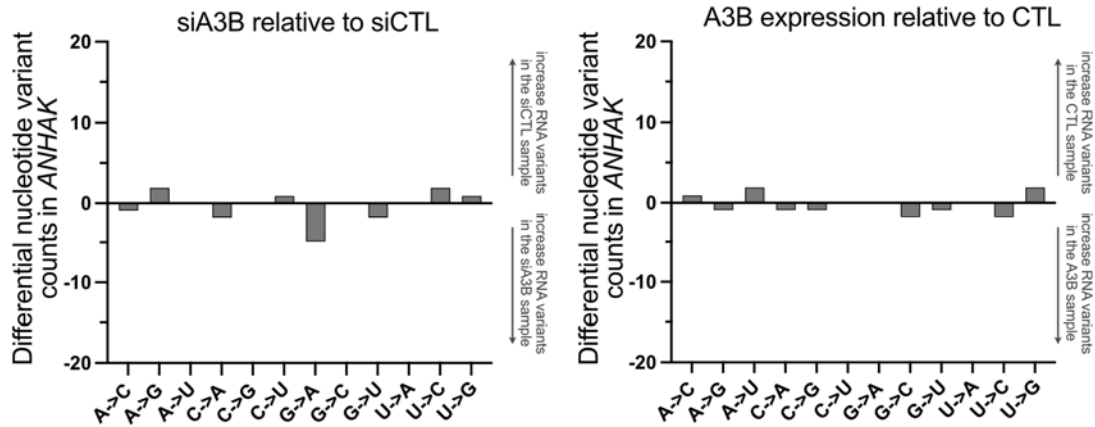 siA3B relative to siCTL
Differential nucleotide variant
counts in ANHAK
20
10
0
-10
-20
A->C
A->G
A->U
C->A
C->G
C->U
G->A
G->C
G->U
U->A
U->C
U->G
increase RNA variants
in the siCTL sample
increase RNA variants
in the siA3B sample
A3B expression relative to CTL
Differential nucleotide variant
counts in ANHAK
20
10
0
-10
-20
A->C
A->G
A->U
C->A
C->G
C->U
G->A
G->C
G->U
U->A
U->C
U->G
increase RNA variants
in the CTL sample
increase RNA variants
in the A3B sample